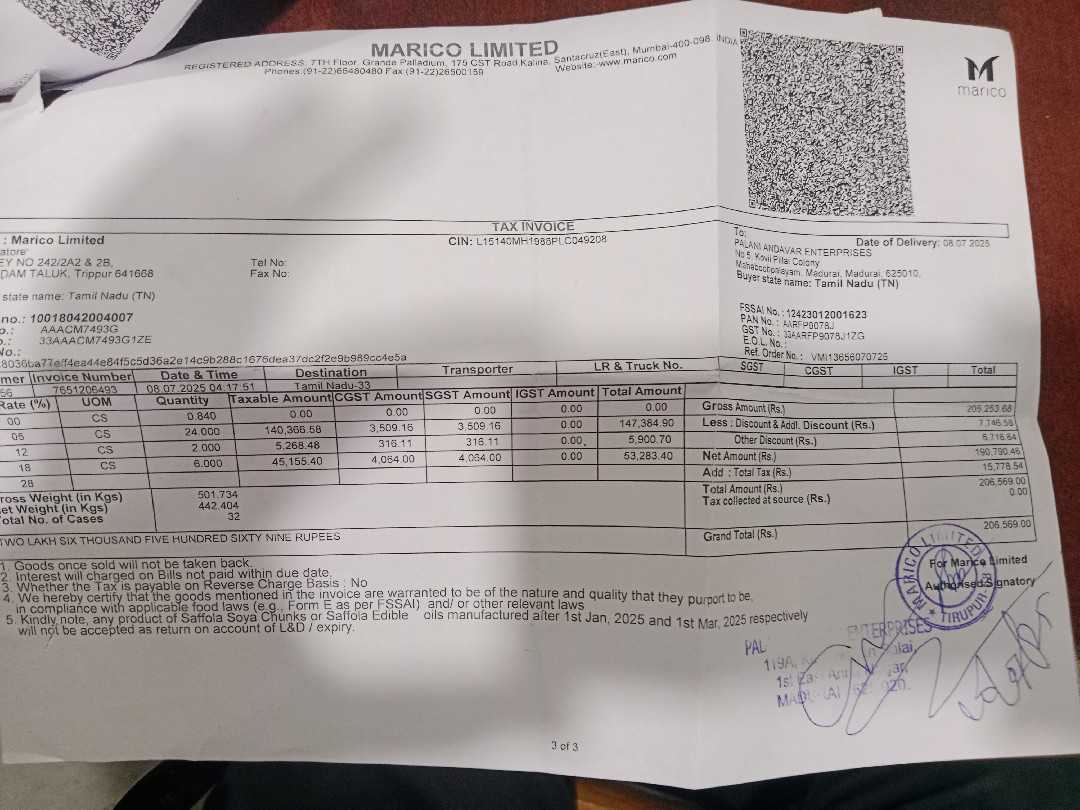 MARICO LIMITED
REGISTERED ADDRESS: 7TH Floor, Grande Palladium, 175 CST Road Kalina, Santacruz(East), Mumbai-400-098, INDIA
Phones:(91-22)66480480 Fax (91-22)26500159 Website:-www.marico.com
marico
TAX INVOICE
: Marico Limited
CIN: L15140MH1988PLC049208
EY NO 242/2A2 & 2B,
DAM TALUK, Trippur 641668
Tel No:
Fax No:
state name: Tamil Nadu (TN)
To:
PALANI ANDAVAR ENTERPRISES
Date of Delivery: 08.07.2025
No 5, Kovil Pillai Colony
Mahaboobpalayam, Madurai, Madurai, 625010,
Buyer state name: Tamil Nadu (TN)
no.: 10018042004007
o.: AAACM7493G
o.: 33AAACM7493G1ZE
No.:
FSSAI No.: 12423012001623
PAN No.: AARFP9078J
GST No.: 33AARFP9078J1ZG
E.O.L. No.:
Ref. Order No.: VMI13656070725
8036ba77e/f4ea44e84f5c5d36a2e14c9b288c1676dea37dc2f2e9b989cc4e5a
mer Invoice Number Date & Time Destination Transporter LR & Truck No. SGST CGST IGST Total
56 7651206493 08.07.2025 04:17:51 Tamil Nadu-33
Rate (%) UOM Quantity Taxable Amount CGST Amount SGST Amount IGST Amount Total Amount
00 CS 0.840 0.00 0.00 0.00 0.00 0.00
05 CS 24.000 140,366.58 3,509.16 3,509.16 0.00 147,384.90
12 CS 2.000 5,268.48 316.11 316.11 0.00 5,900.70
18 CS 6.000 45,155.40 4,064.00 4,064.00 0.00 53,283.40
28
Gross Amount (Rs.) 205,253.68
Less : Discount & Addl. Discount (Rs.) 7,746.58
Other Discount (Rs.) 6,716.64
Net Amount (Rs.) 190,790.46
Add : Total Tax (Rs.) 15,778.54
Total Amount (Rs.) 206,569.00
Tax collected at source (Rs.) 0.00
Grand Total (Rs.) 206,569.00
ross Weight (in Kgs) 501.734
et Weight (in Kgs) 442.404
otal No. of Cases 32
TWO LAKH SIX THOUSAND FIVE HUNDRED SIXTY NINE RUPEES
1. Goods once sold will not be taken back.
2. Interest will charged on Bills not paid within due date.
3. Whether the Tax is payable on Reverse Charge Basis : No
4. We hereby certify that the goods mentioned in the invoice are warranted to be of the nature and quality that they purport to be,
in compliance with applicable food laws (e.g., Form E as per FSSAI) and/ or other relevant laws
5. Kindly note, any product of Saffola Soya Chunks or Saffola Edible oils manufactured after 1st Jan, 2025 and 1st Mar, 2025 respectively
will not be accepted as return on account of L&D / expiry.
For Marico Limited
Authorised Signatory
MARICO LIMITED
TIRUPUR
PAL ENTERPRISES
119A,
1st
3 of 3